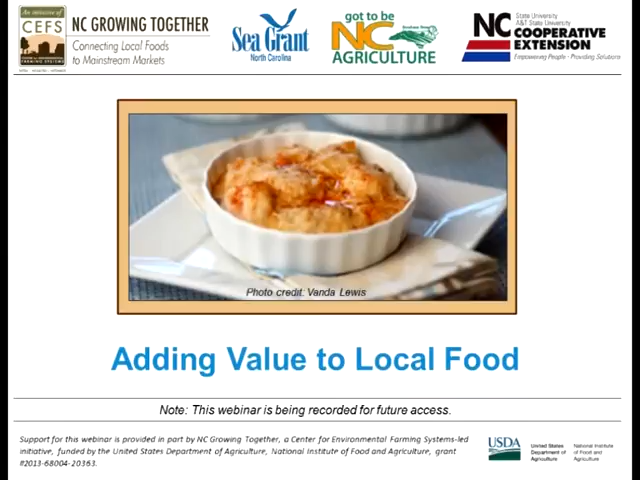 An initiative of
CEFS
NC GROWING TOGETHER
Connecting Local Foods
to Mainstream Markets
Sea Grant
North Carolina
got to be
NC
AGRICULTURE
NC
State University
A&T State University
COOPERATIVE
EXTENSION
Empowering People · Providing Solutions
Photo credit: Vanda Lewis
Adding Value to Local Food
Note: This webinar is being recorded for future access.
Support for this webinar is provided in part by NC Growing Together, a Center for Environmental Farming Systems-led
initiative, funded by the United States Department of Agriculture, National Institute of Food and Agriculture, grant
#2013-68004-20363.
USDA
United States
Department of
Agriculture
National Institute
of Food and
Agriculture